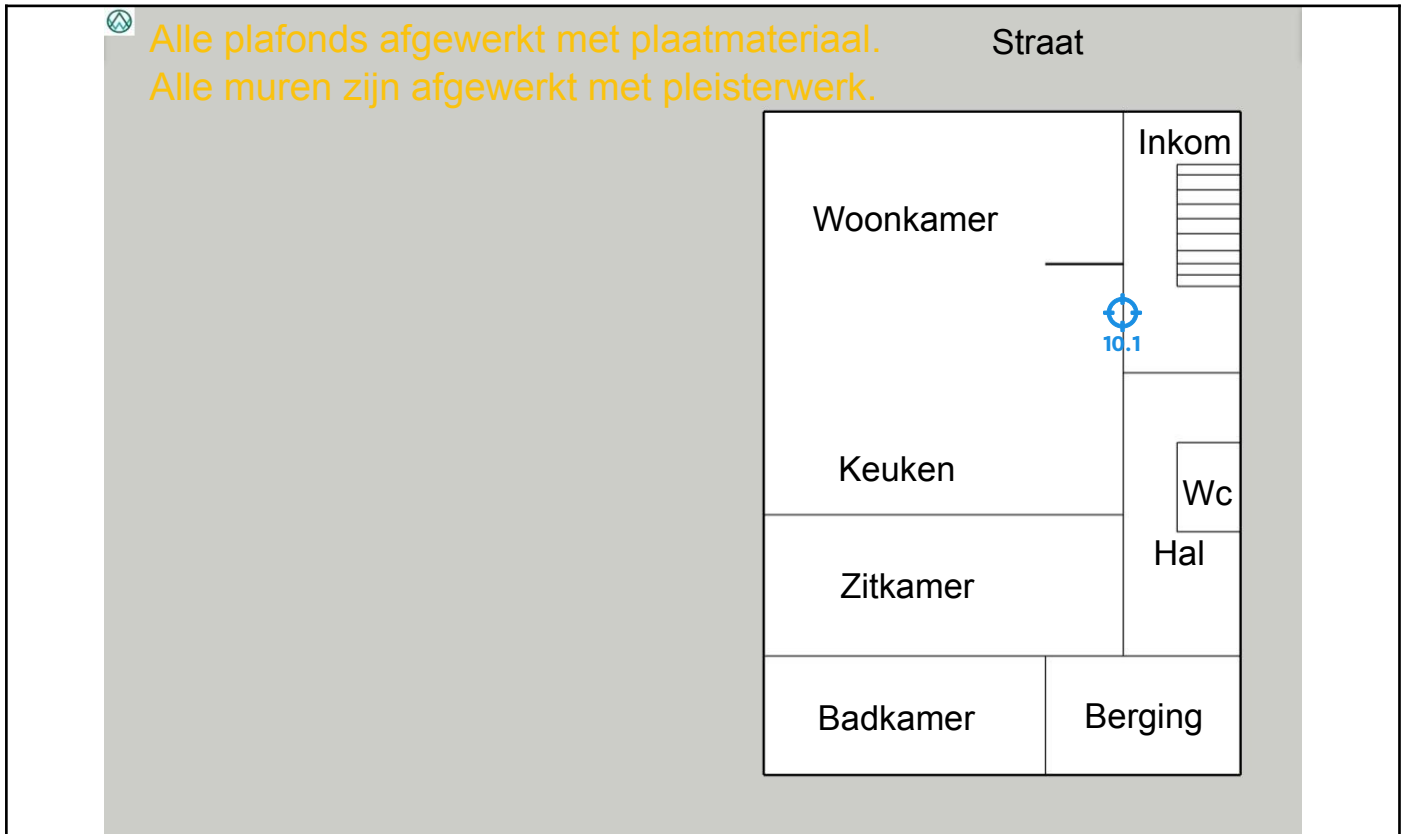 Alle plafonds afgewerkt met plaatmateriaal.
Straat
Alle muren zijn afgewerkt met pleisterwerk.
Inkom
Woonkamer
10.1
Keuken
Wc
Hal
Zitkamer
Badkamer
Berging